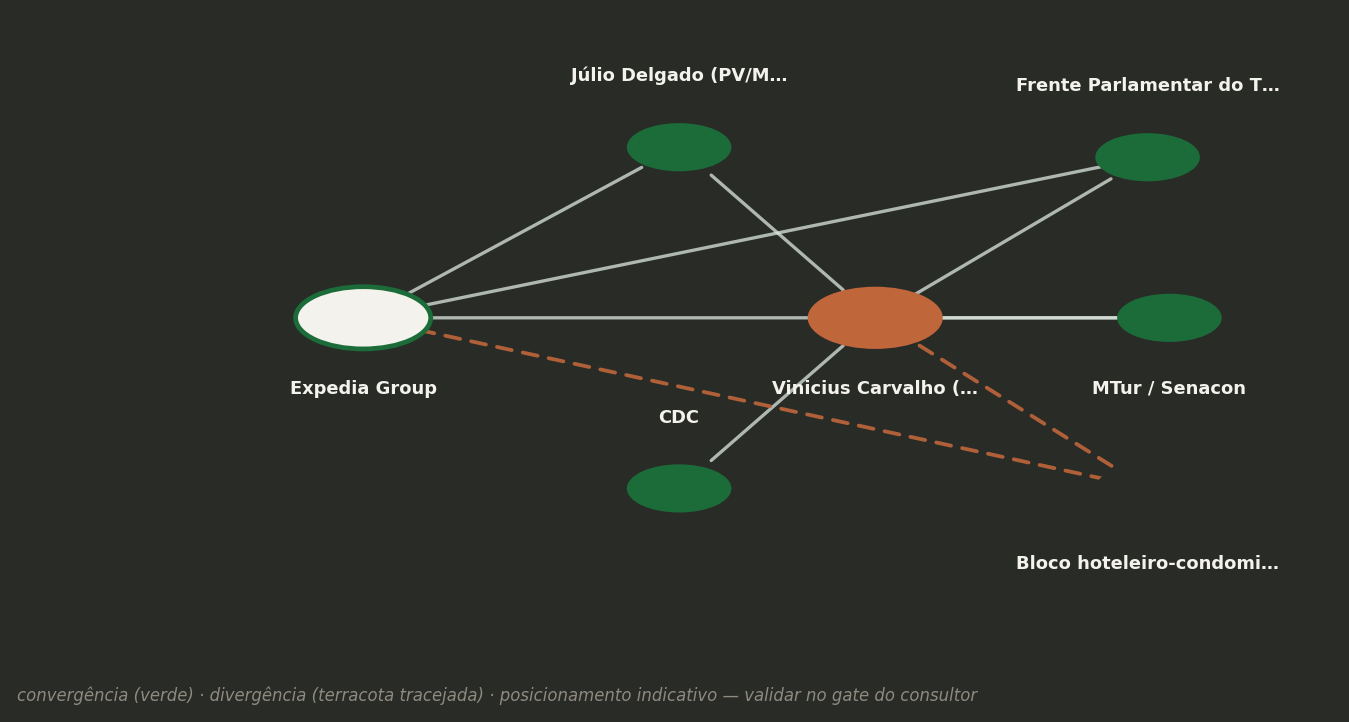 Júlio Delgado (PV/M...
Frente Parlamentar do T...
Expedia Group
Vinicius Carvalho (...
MTur / Senacon
CDC
Bloco hoteleiro-condomi...
convergência (verde) · divergência (terracota tracejada) · posicionamento indicativo — validar no gate do consultor